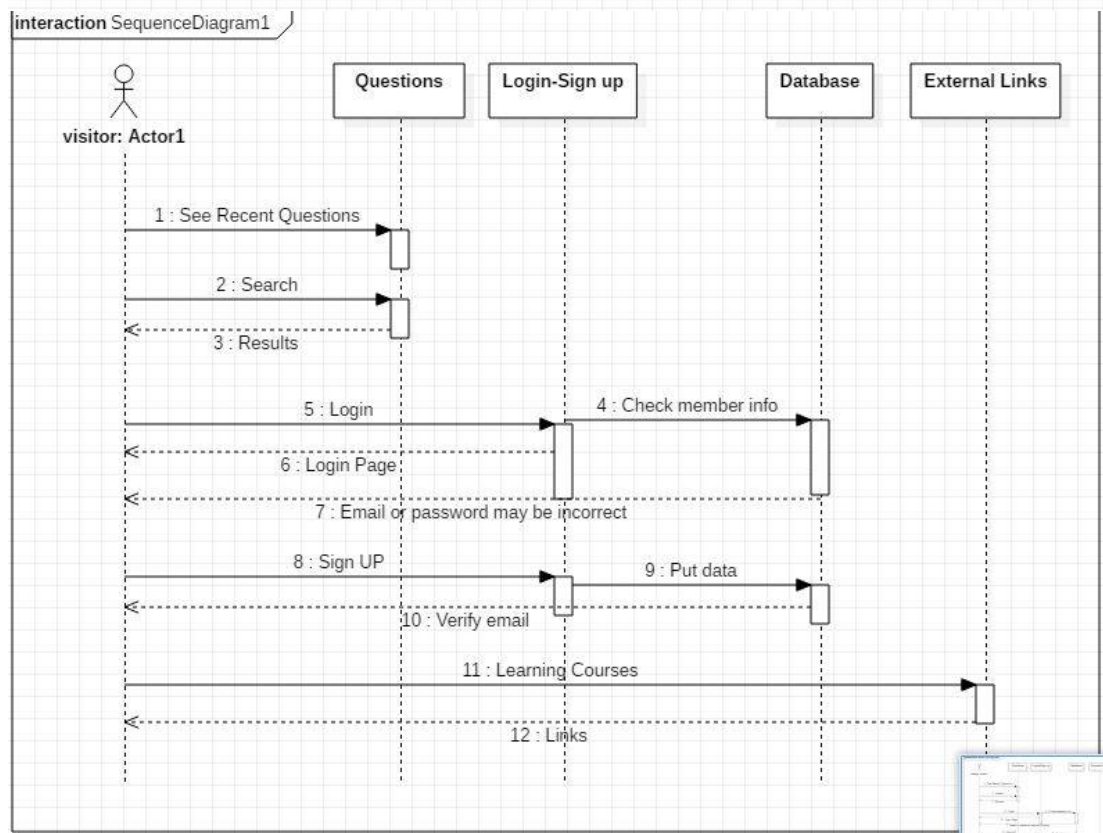 interaction SequenceDiagram1
visitor: Actor1
Questions
Login-Sign up
Database
External Links
1 : See Recent Questions
2 : Search
3 : Results
4 : Check member info
5 : Login
6 : Login Page
7 : Email or password may be incorrect
8 : Sign UP
9 : Put data
10 : Verify email
11 : Learning Courses
12 : Links